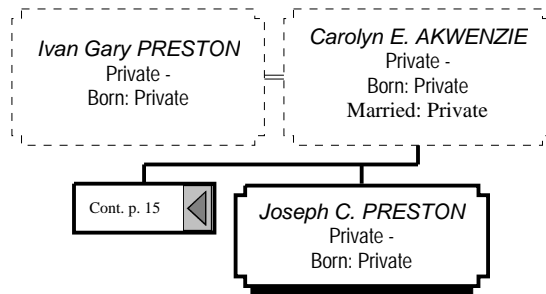 Ivan Gary PRESTON
Private -
Born: Private
Carolyn E. AKWENZIE
Private -
Born: Private
Married: Private
Cont. p. 15
Joseph C. PRESTON
Private -
Born: Private